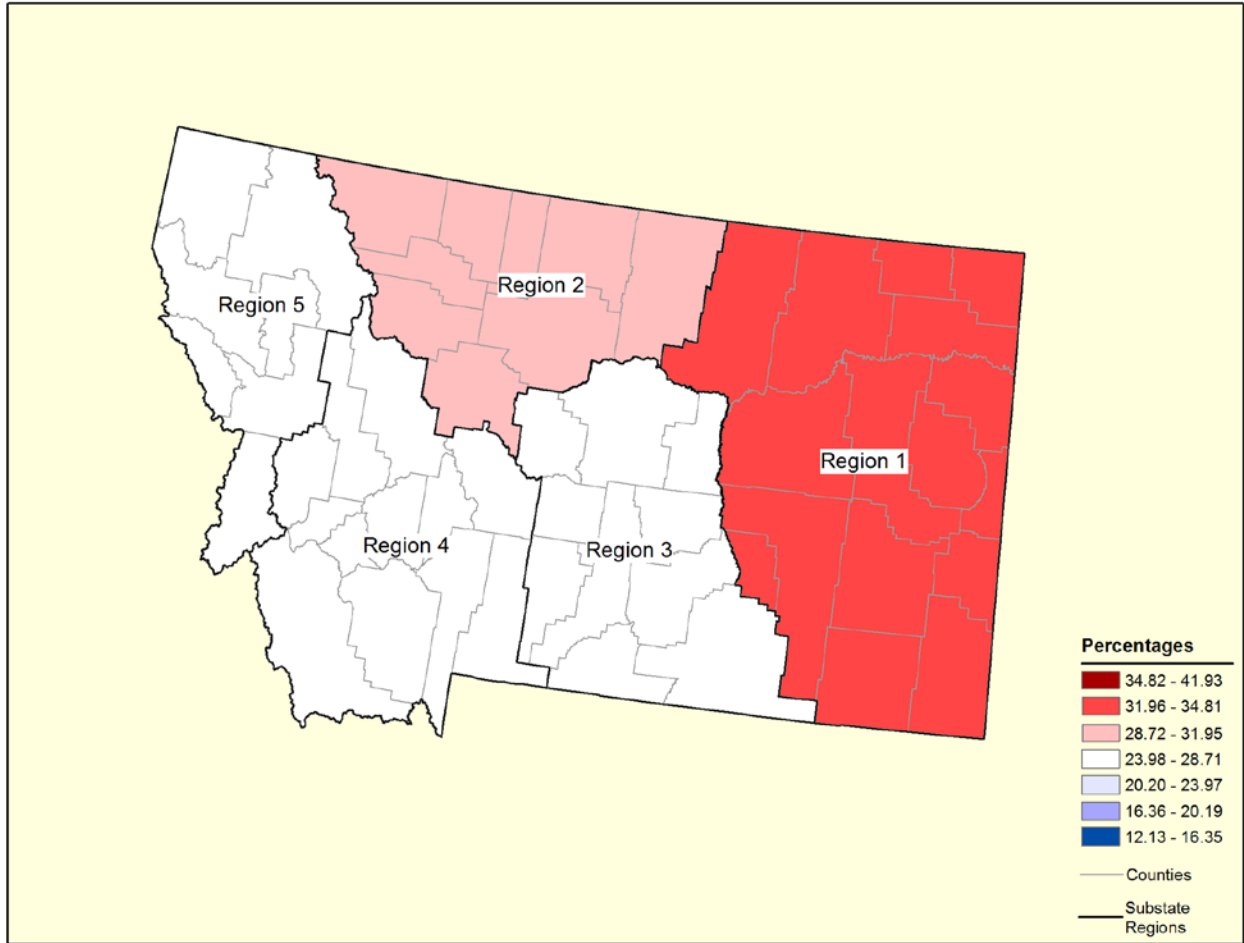 Region 2
Region 5
Region 1
Region 4
Region 3
Percentages
34.82 - 41.93
31.96 - 34.81
28.72 - 31.95
23.98 - 28.71
20.20 - 23.97
16.36 - 20.19
12.13 - 16.35
Counties
Substate
Regions